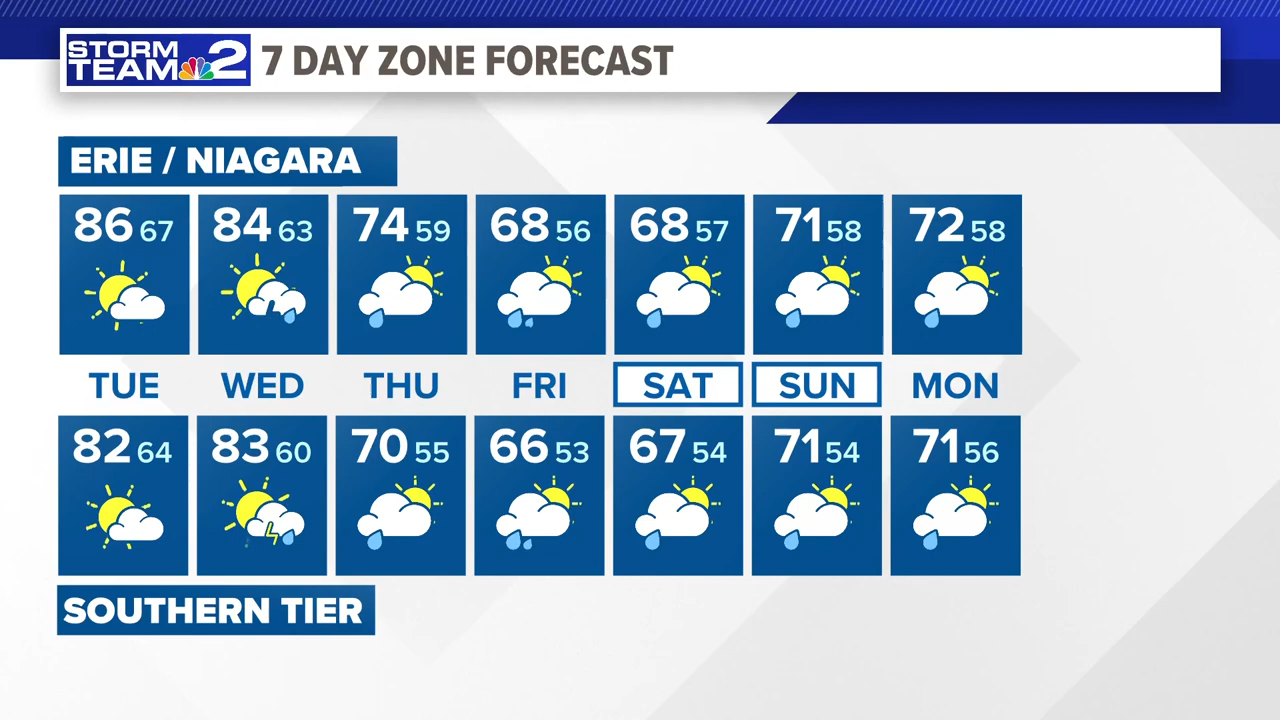 STORM
TEAM 2
7 DAY ZONE FORECAST
ERIE / NIAGARA
86 67 84 63 74 59 68 56 68 57 71 58 72 58
TUE WED THU FRI SAT SUN MON
82 64 83 60 70 55 66 53 67 54 71 54 71 56
SOUTHERN TIER